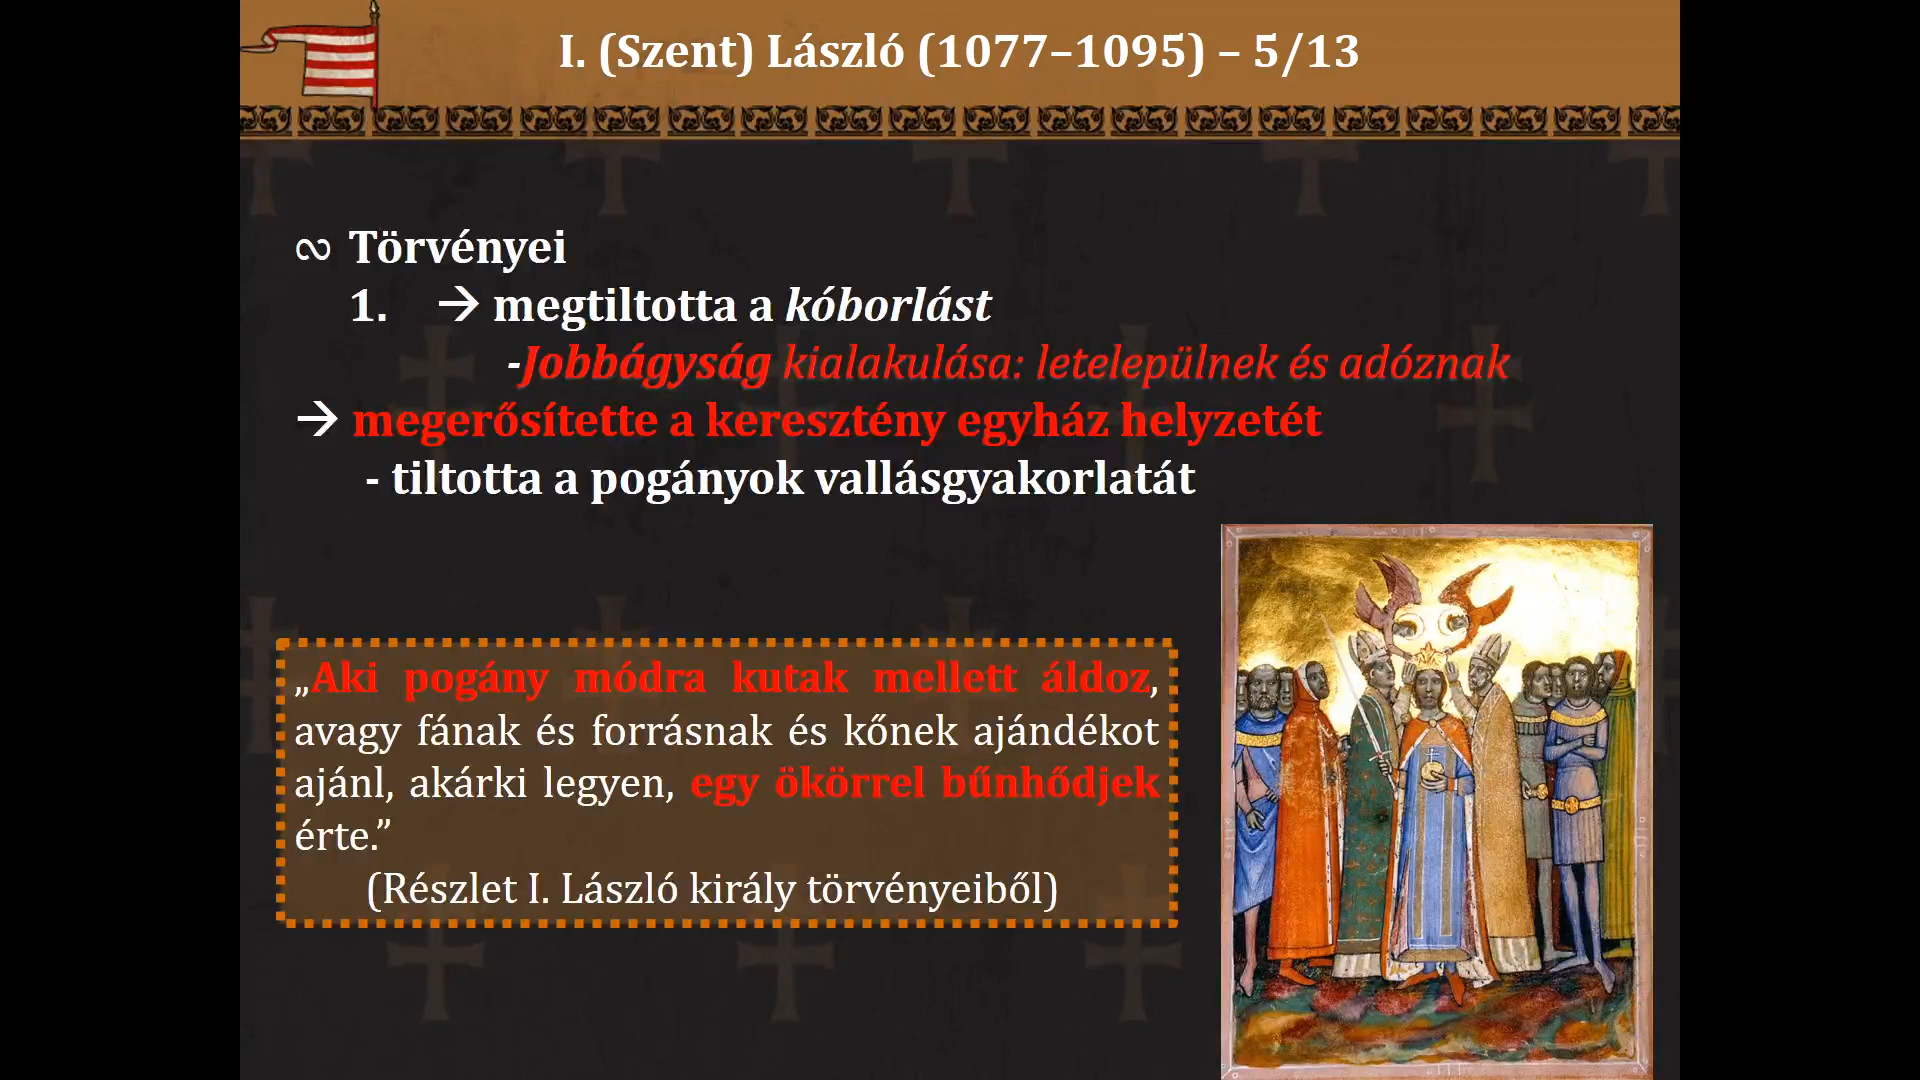 I. (Szent) László (1077–1095) – 5/13
∾ Törvényei
1. → megtiltotta a kóborlást
-Jobbágyság kialakulása: letelepülnek és adóznak
→ megerősítette a keresztény egyház helyzetét
- tiltotta a pogányok vallásgyakorlatát
„Aki pogány módra kutak mellett áldoz,
avagy fának és forrásnak és kőnek ajándékot
ajánl, akárki legyen, egy ökörrel bűnhődjek
érte.”
(Részlet I. László király törvényeiből)